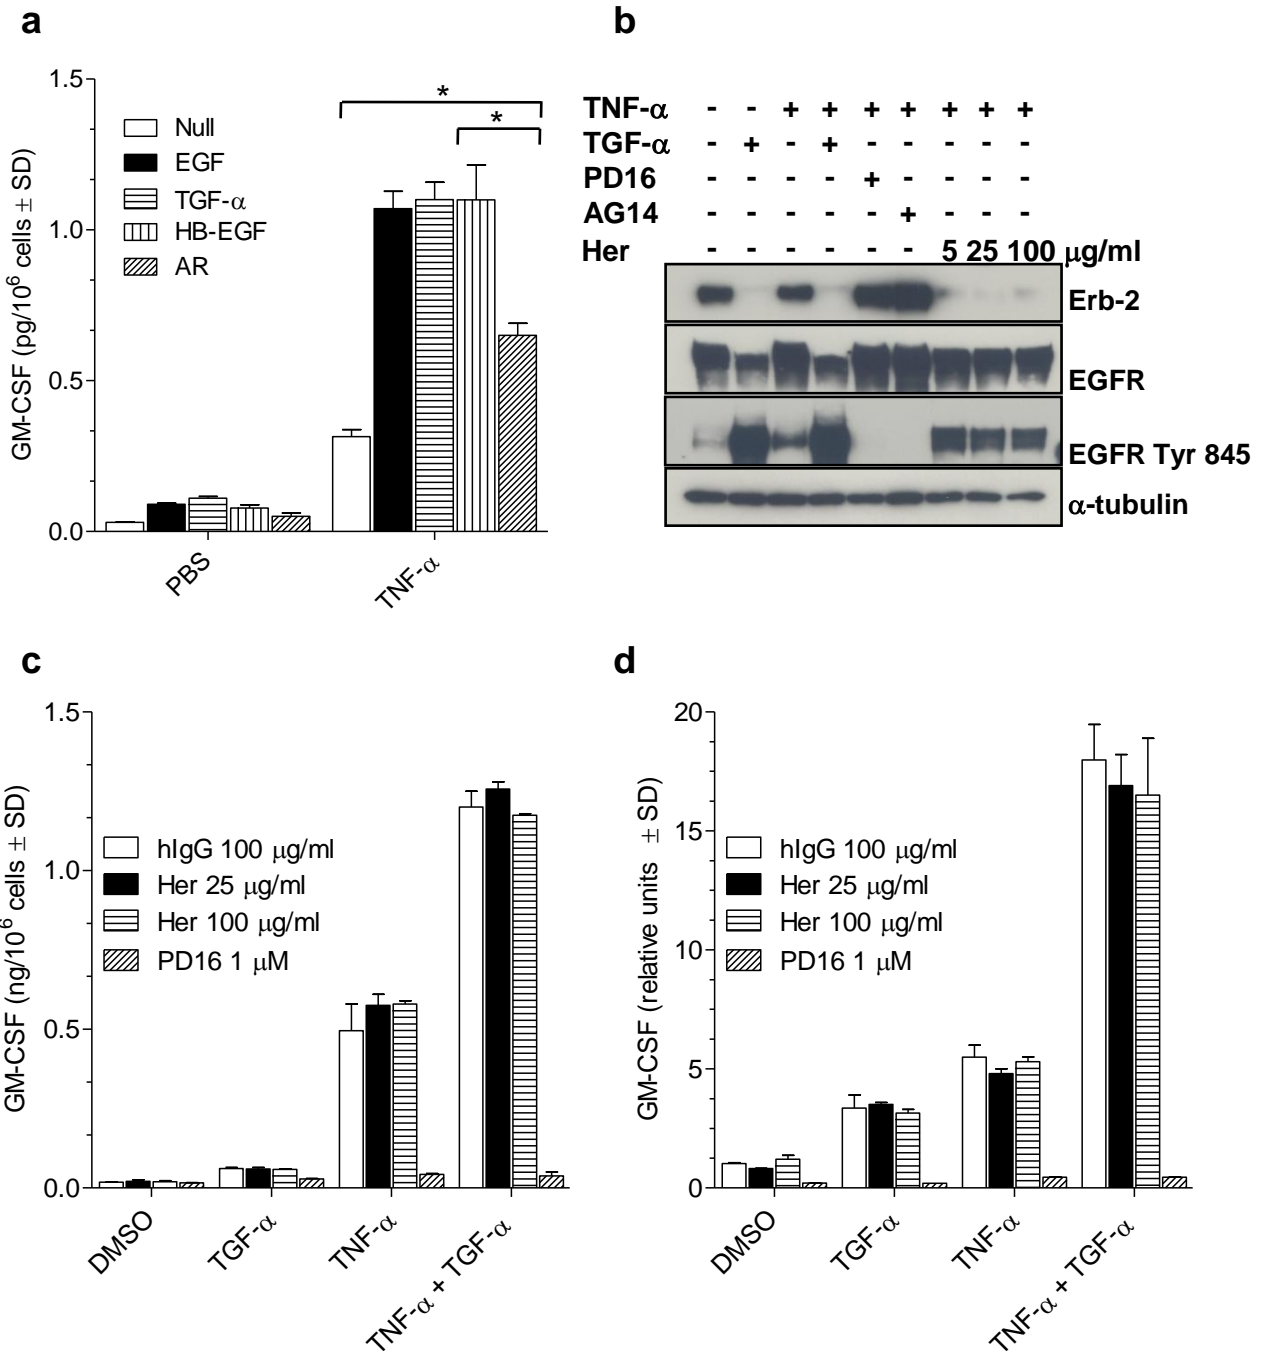 a
GM-CSF (pg/10⁶ cells ± SD)
1.5
1.0
0.5
0.0
Null
EGF
TGF-α
HB-EGF
AR
*
*
PBS
TNF-α
b
TNF-α - - + + + + + + +
TGF-α - + - + - - - - -
PD16 - - - - + - - - -
AG14 - - - - - + - - -
Her - - - - - - 5 25 100 μg/ml
Erb-2
EGFR
EGFR Tyr 845
α-tubulin
c
GM-CSF (ng/10⁶ cells ± SD)
1.5
1.0
0.5
0.0
hIgG 100 μg/ml
Her 25 μg/ml
Her 100 μg/ml
PD16 1 μM
DMSO
TGF-α
TNF-α
TNF-α + TGF-α
d
GM-CSF (relative units ± SD)
20
15
10
5
0
hIgG 100 μg/ml
Her 25 μg/ml
Her 100 μg/ml
PD16 1 μM
DMSO
TGF-α
TNF-α
TNF-α + TGF-α